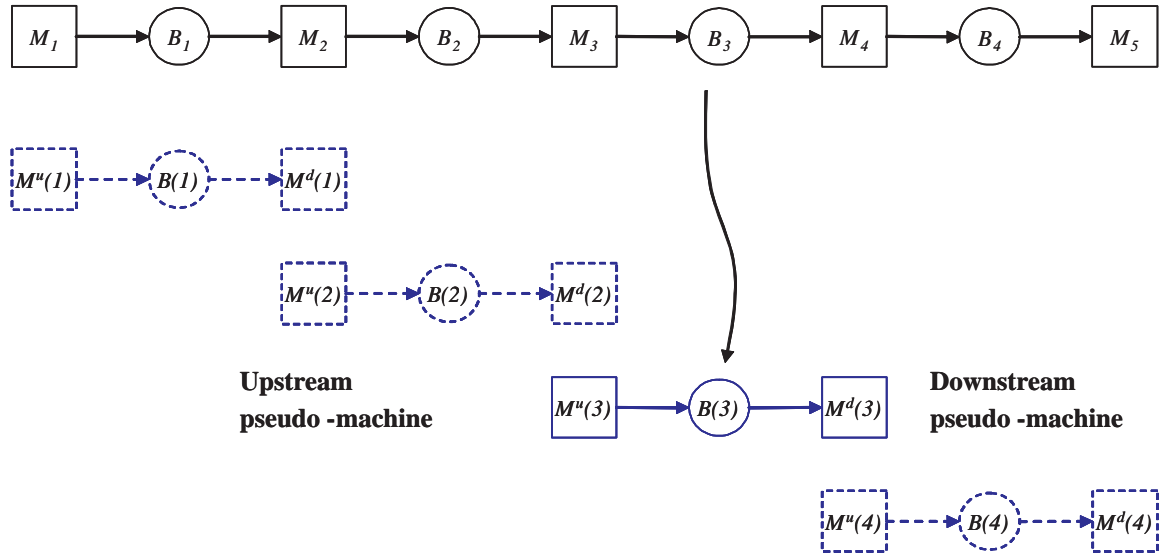 M1 B1 M2 B2 M3 B3 M4 B4 M5
Mu(1) B(1) Md(1)
Mu(2) B(2) Md(2)
Upstream
pseudo -machine
Mu(3) B(3) Md(3)
Downstream
pseudo -machine
Mu(4) B(4) Md(4)